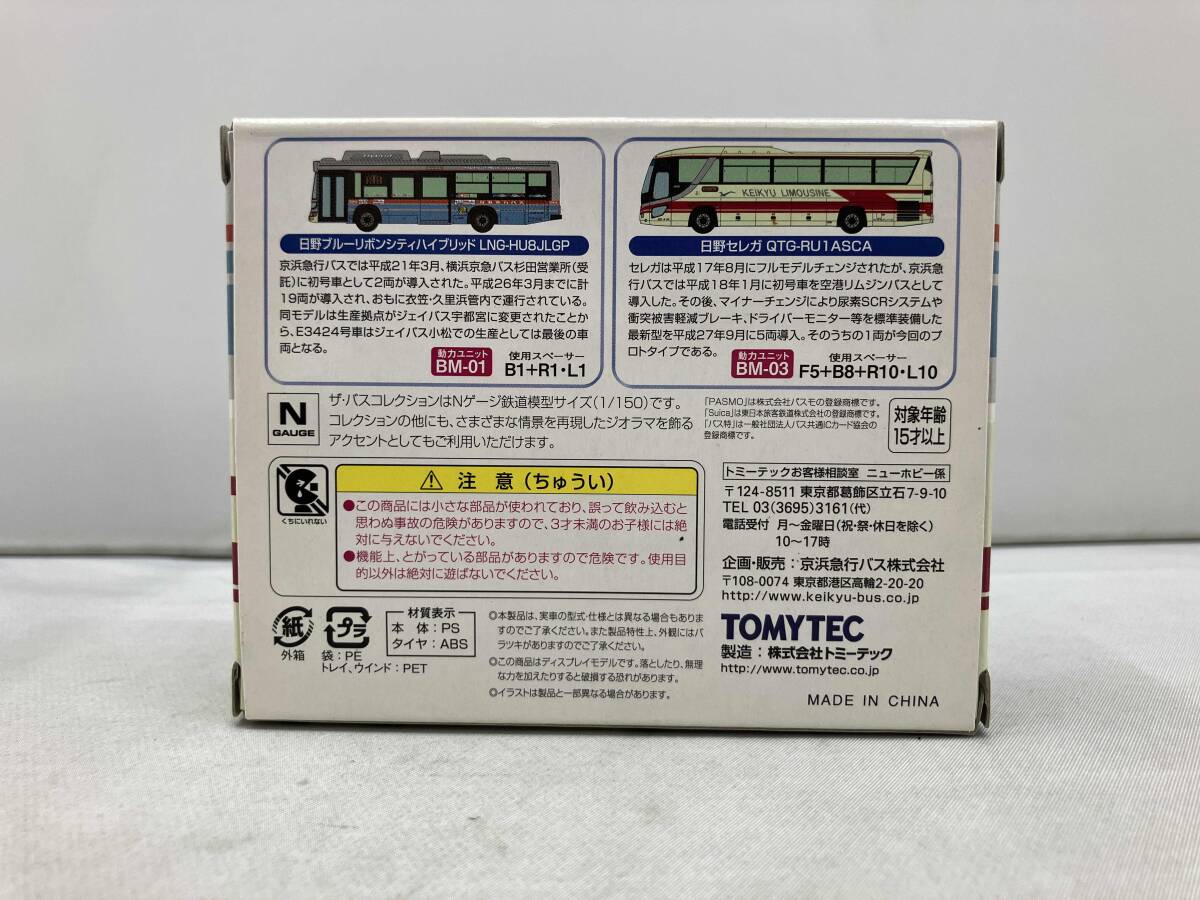 KEIKYU LIMOUSINE
日野ブルーリボンシティハイブリッド LNG-HU8JLGP
京浜急行バスでは平成21年3月、横浜京急バス杉田営業所(受
託)に初号車として2両が導入された。平成26年3月までに計
19両が導入され、おもに衣笠・久里浜管内で運行されている。
同モデルは生産拠点がジェイバス宇都宮に変更されたことか
ら、E3424号車はジェイバス小松での生産としては最後の車
両となる。
動力ユニット
BM-01
使用スペーサー
B1+R1・L1
日野セレガ QTG-RU1ASCA
セレガは平成17年8月にフルモデルチェンジされたが、京浜急
行バスでは平成18年1月に初号車を空港リムジンバスとして
導入した。その後、マイナーチェンジにより尿素SCRシステムや
衝突被害軽減ブレーキ、ドライバーモニター等を標準装備した
最新型を平成27年9月に5両導入。そのうちの1両が今回のプ
ロトタイプである。
動力ユニット
BM-03
使用スペーサー
F5+B8+R10・L10
N
GAUGE
ザ・バスコレクションはNゲージ鉄道模型サイズ(1/150)です。
コレクションの他にも、さまざまな情景を再現したジオラマを飾る
アクセントとしてもご利用いただけます。
「PASMO」は株式会社パスモの登録商標です。
「Suica」は東日本旅客鉄道株式会社の登録商標です。
「バス特」は一般社団法人バス共通ICカード協会の
登録商標です。
対象年齢
15才以上
くちにいれない
⚠ 注 意 (ちゅうい)
●この商品には小さな部品が使われており、誤って飲み込むと
思わぬ事故の危険がありますので、3才未満のお子様には絶
対に与えないでください。
●機能上、とがっている部品がありますので危険です。使用目
的以外は絶対に遊ばないでください。
トミーテックお客様相談室 ニューホビー係
〒124-8511 東京都葛飾区立石7-9-10
TEL 03(3695)3161(代)
電話受付 月～金曜日(祝・祭・休日を除く)
10～17時
企画・販売:京浜急行バス株式会社
〒108-0074 東京都港区高輪2-20-20
http://www.keikyu-bus.co.jp
紙
外箱
プラ
袋:PE
トレイ、ウインド:PET
材質表示
本 体:PS
タイヤ:ABS
◎本製品は、実車の型式・仕様とは異なる場合もありま
すのでご了承ください。また製品特性上、外観にはバ
ラツキがありますのでご了承ください。
◎この商品はディスプレイモデルです。落としたり、無理
な力を加えたりすると破損する恐れがあります。
◎イラストは製品と一部異なる場合があります。
TOMYTEC
製造:株式会社トミーテック
http://www.tomytec.co.jp
MADE IN CHINA